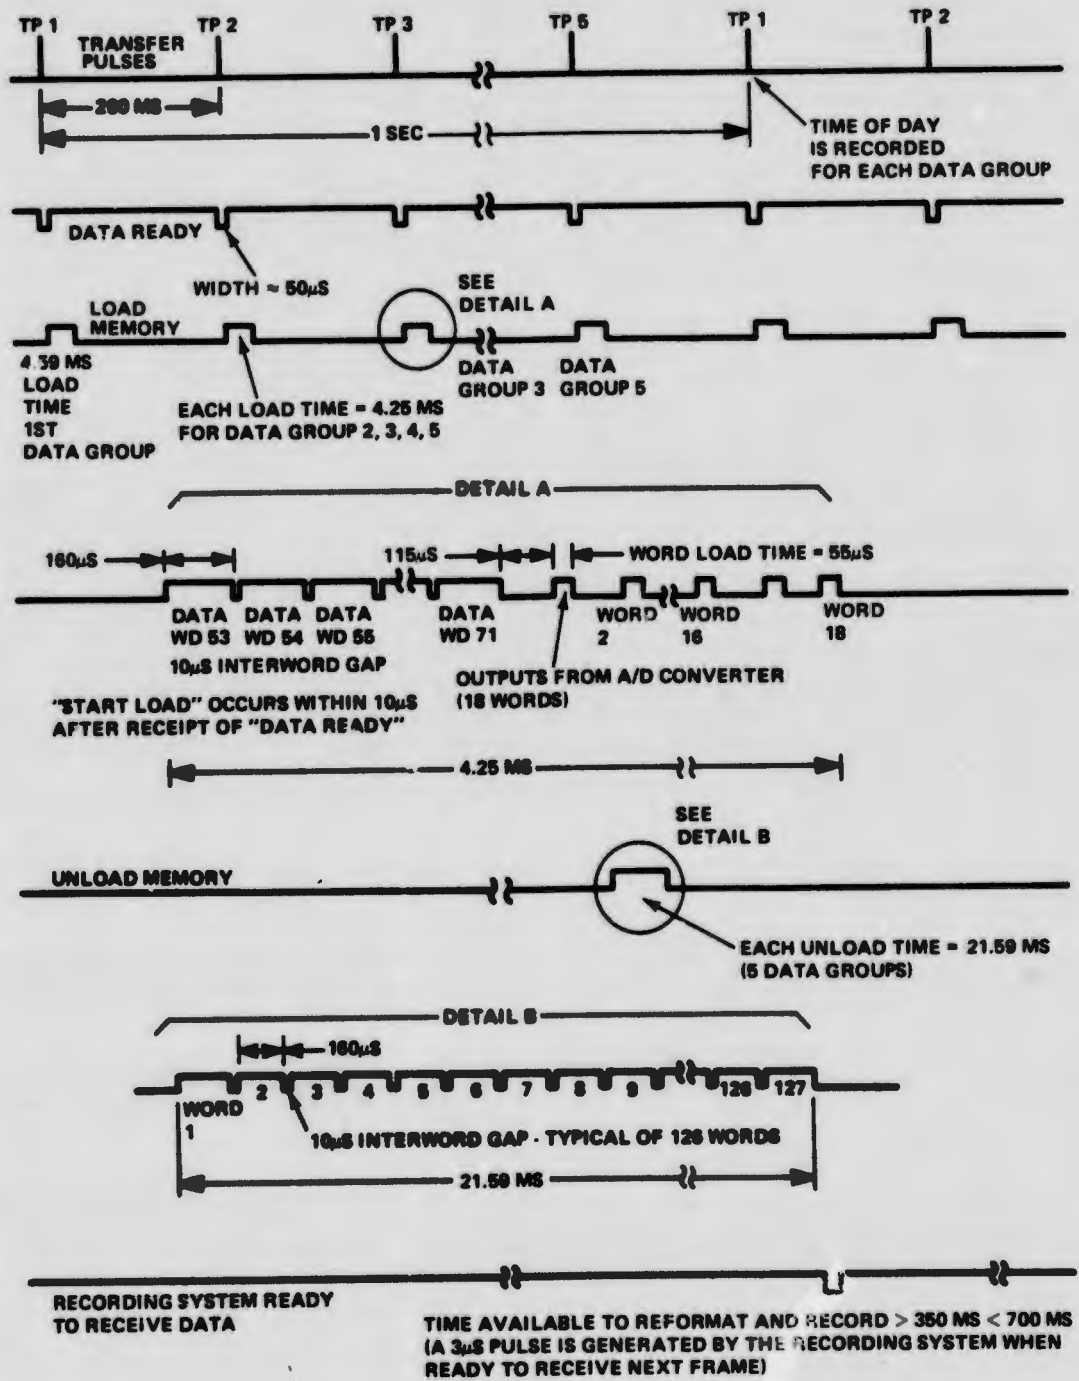 TP 1 TP 2 TP 3 TP 5 TP 1 TP 2
TRANSFER
PULSES
200 MS
1 SEC
TIME OF DAY
IS RECORDED
FOR EACH DATA GROUP
DATA READY
WIDTH ≈ 50µS
SEE
DETAIL A
LOAD
MEMORY
4.59 MS
LOAD
TIME
1ST
DATA GROUP
EACH LOAD TIME = 4.25 MS
FOR DATA GROUP 2, 3, 4, 5
DATA
GROUP 3
DATA
GROUP 5
DETAIL A
160µS
115µS
WORD LOAD TIME = 55µS
DATA
WD 53
DATA
WD 54
DATA
WD 55
DATA
WD 71
WORD
2
WORD
16
WORD
18
10µS INTERWORD GAP
OUTPUTS FROM A/D CONVERTER
(18 WORDS)
"START LOAD" OCCURS WITHIN 10µS
AFTER RECEIPT OF "DATA READY"
4.25 MS
SEE
DETAIL B
UNLOAD MEMORY
EACH UNLOAD TIME = 21.59 MS
(5 DATA GROUPS)
DETAIL B
160µS
WORD
1
2 3 4 5 6 7 8 9 126 127
10µS INTERWORD GAP - TYPICAL OF 126 WORDS
21.59 MS
RECORDING SYSTEM READY
TO RECEIVE DATA
TIME AVAILABLE TO REFORMAT AND RECORD > 350 MS < 700 MS
(A 3µS PULSE IS GENERATED BY THE RECORDING SYSTEM WHEN
READY TO RECEIVE NEXT FRAME)